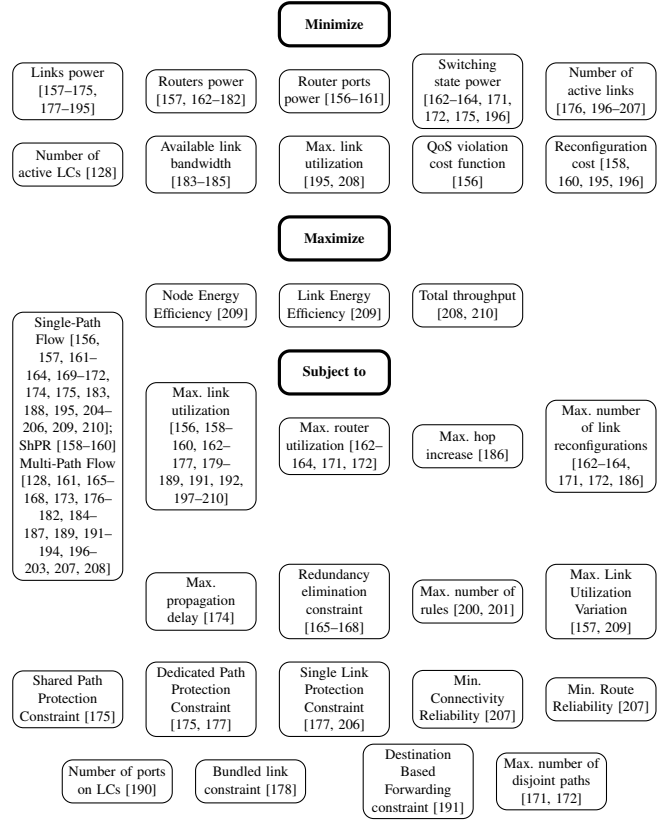 Minimize
Links power
[157–175,
177–195]
Routers power
[157, 162–182]
Router ports
power [156–161]
Switching
state power
[162–164, 171,
172, 175, 196]
Number of
active links
[176, 196–207]
Number of
active LCs [128]
Available link
bandwidth
[183–185]
Max. link
utilization
[195, 208]
QoS violation
cost function
[156]
Reconfiguration
cost [158,
160, 195, 196]
Maximize
Node Energy
Efficiency [209]
Link Energy
Efficiency [209]
Total throughput
[208, 210]
Subject to
Single-Path
Flow [156,
157, 161–
164, 169–172,
174, 175, 183,
188, 195, 204–
206, 209, 210];
ShPR [158–160]
Multi-Path Flow
[128, 161, 165–
168, 173, 176–
182, 184–
187, 189, 191–
194, 196–
203, 207, 208]
Max. link
utilization
[156, 158–
160, 162–
177, 179–
189, 191, 192,
197–210]
Max. router
utilization [162–
164, 171, 172]
Max. hop
increase [186]
Max. number
of link
reconfigurations
[162–164,
171, 172, 186]
Max.
propagation
delay [174]
Redundancy
elimination
constraint
[165–168]
Max. number of
rules [200, 201]
Max. Link
Utilization
Variation
[157, 209]
Shared Path
Protection
Constraint [175]
Dedicated Path
Protection
Constraint
[175, 177]
Single Link
Protection
Constraint
[177, 206]
Min.
Connectivity
Reliability [207]
Min. Route
Reliability [207]
Number of ports
on LCs [190]
Bundled link
constraint [178]
Destination
Based
Forwarding
constraint [191]
Max. number of
disjoint paths
[171, 172]